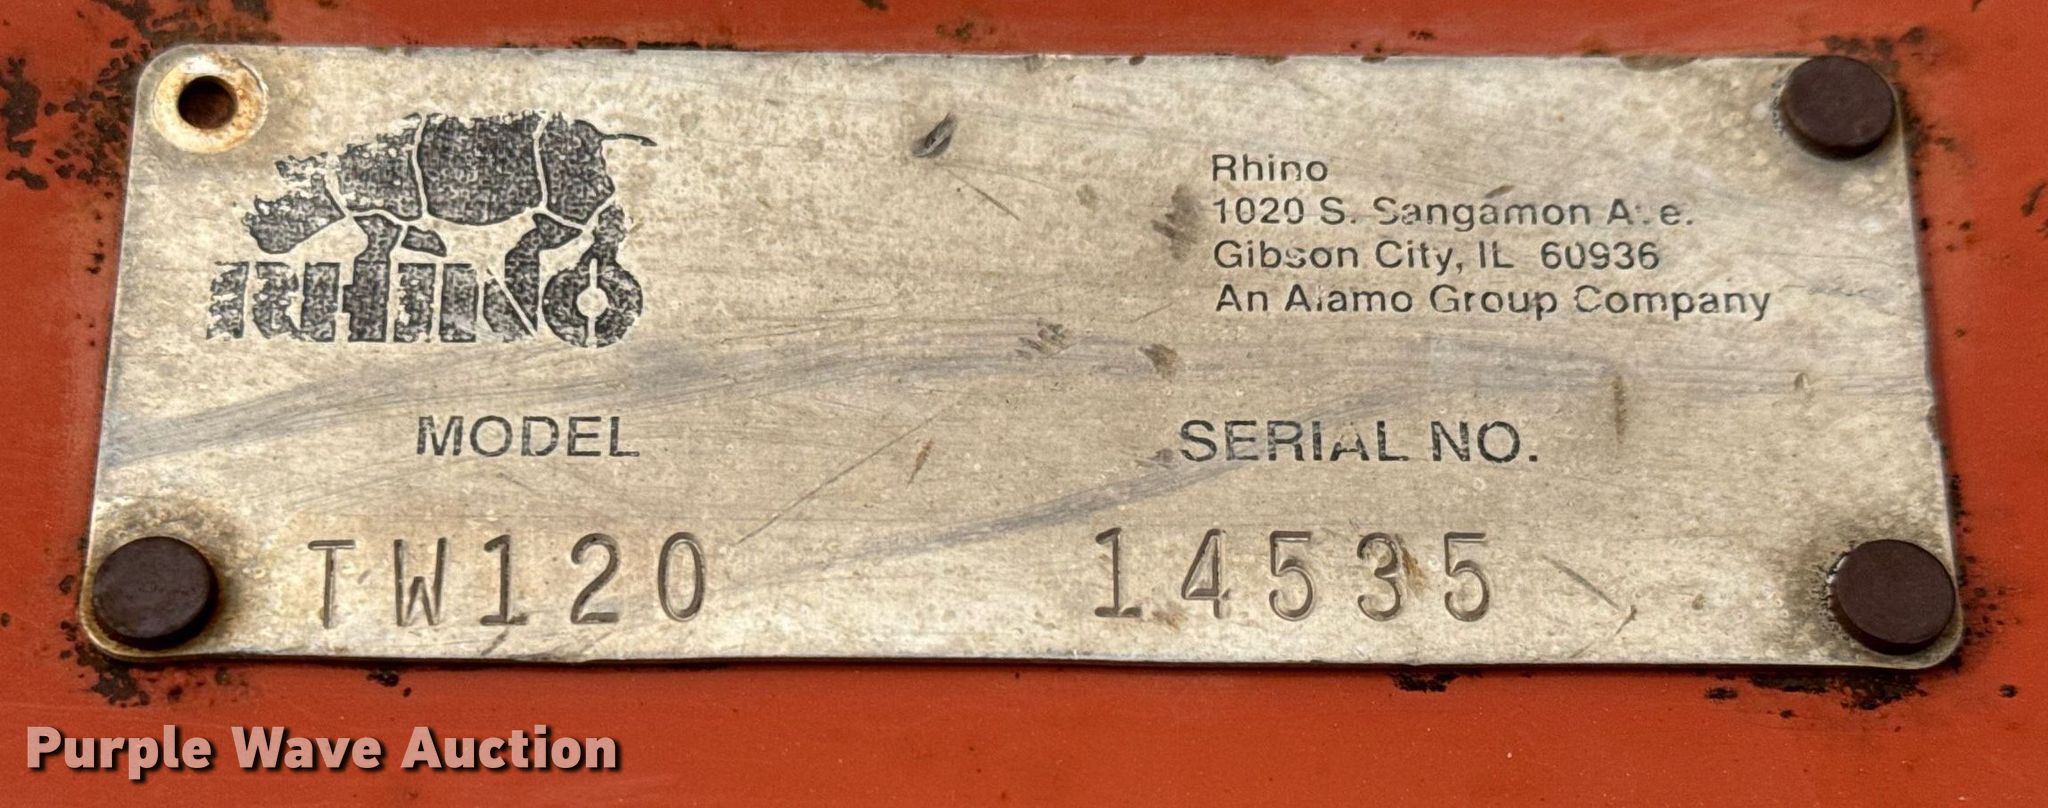 RHINO
Rhino
1020 S. Sangamon Ave.
Gibson City, IL 60936
An Alamo Group Company
MODEL
SERIAL NO.
TW120
14535
Purple Wave Auction